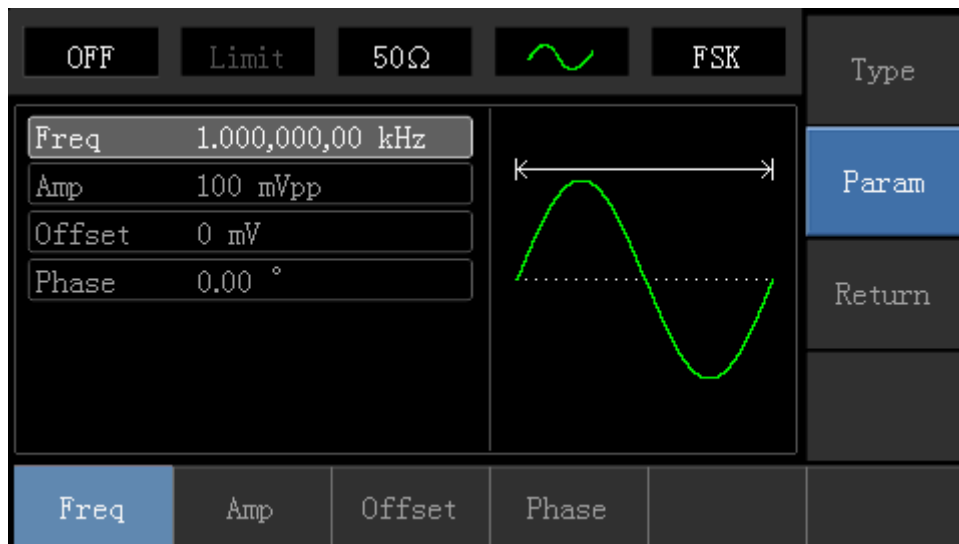 OFF Limit 50Ω FSK
Type
Freq 1.000,000,00 kHz
Amp 100 mVpp
Param
Offset 0 mV
Phase 0.00 °
Return
Freq Amp Offset Phase